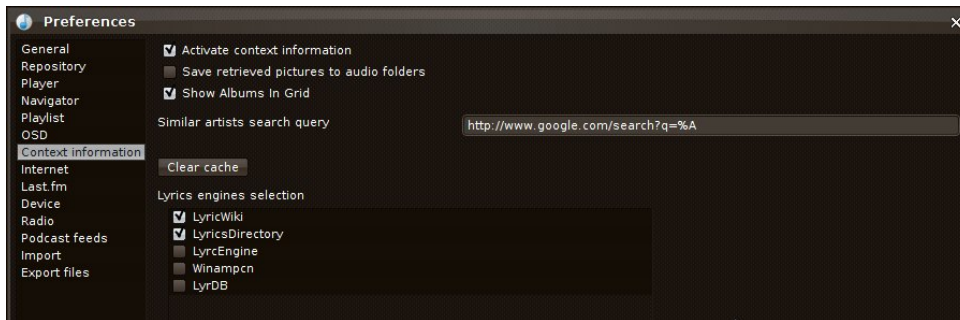 Preferences
General
Repository
Player
Navigator
Playlist
OSD
Context information
Internet
Last.fm
Device
Radio
Podcast feeds
Import
Export files
Activate context information
Save retrieved pictures to audio folders
Show Albums In Grid
Similar artists search query
http://www.google.com/search?q=%A
Clear cache
Lyrics engines selection
LyricWiki
LyricsDirectory
LyrcEngine
Winampcn
LyrDB